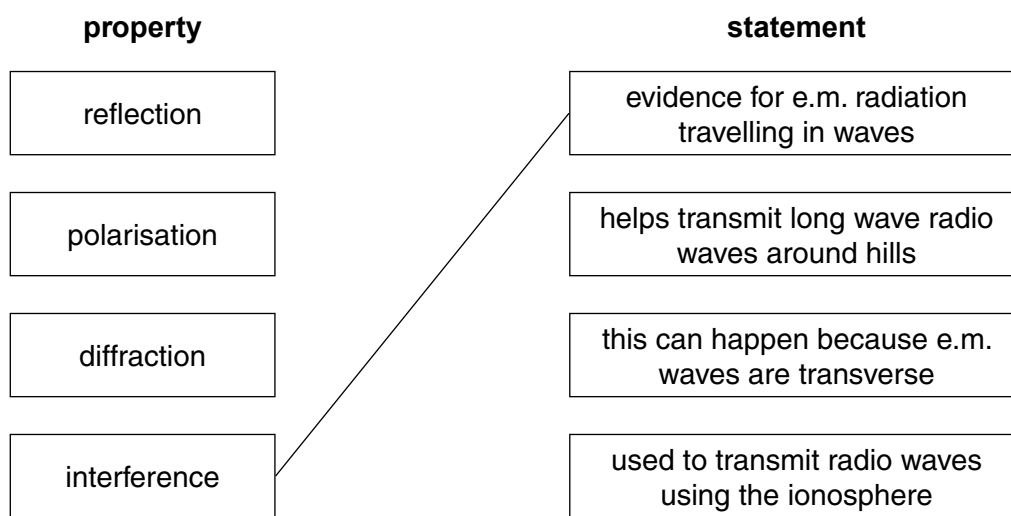 property
statement
reflection
evidence for e.m. radiation
travelling in waves
polarisation
helps transmit long wave radio
waves around hills
diffraction
this can happen because e.m.
waves are transverse
interference
used to transmit radio waves
using the ionosphere